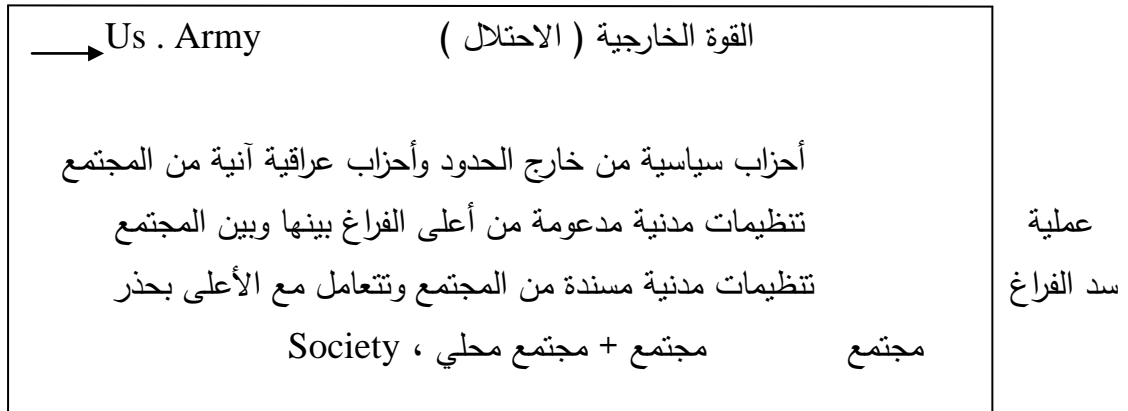 القوة الخارجية ( الاحتلال ) Us . Army
أحزاب سياسية من خارج الحدود وأحزاب عراقية آنية من المجتمع
تنظيمات مدنية مدعومة من أعلى الفراغ بينها وبين المجتمع
تنظيمات مدنية مسندة من المجتمع وتتعامل مع الأعلى بحذر
مجتمع مجتمع + مجتمع محلي ، Society
عملية
سد الفراغ